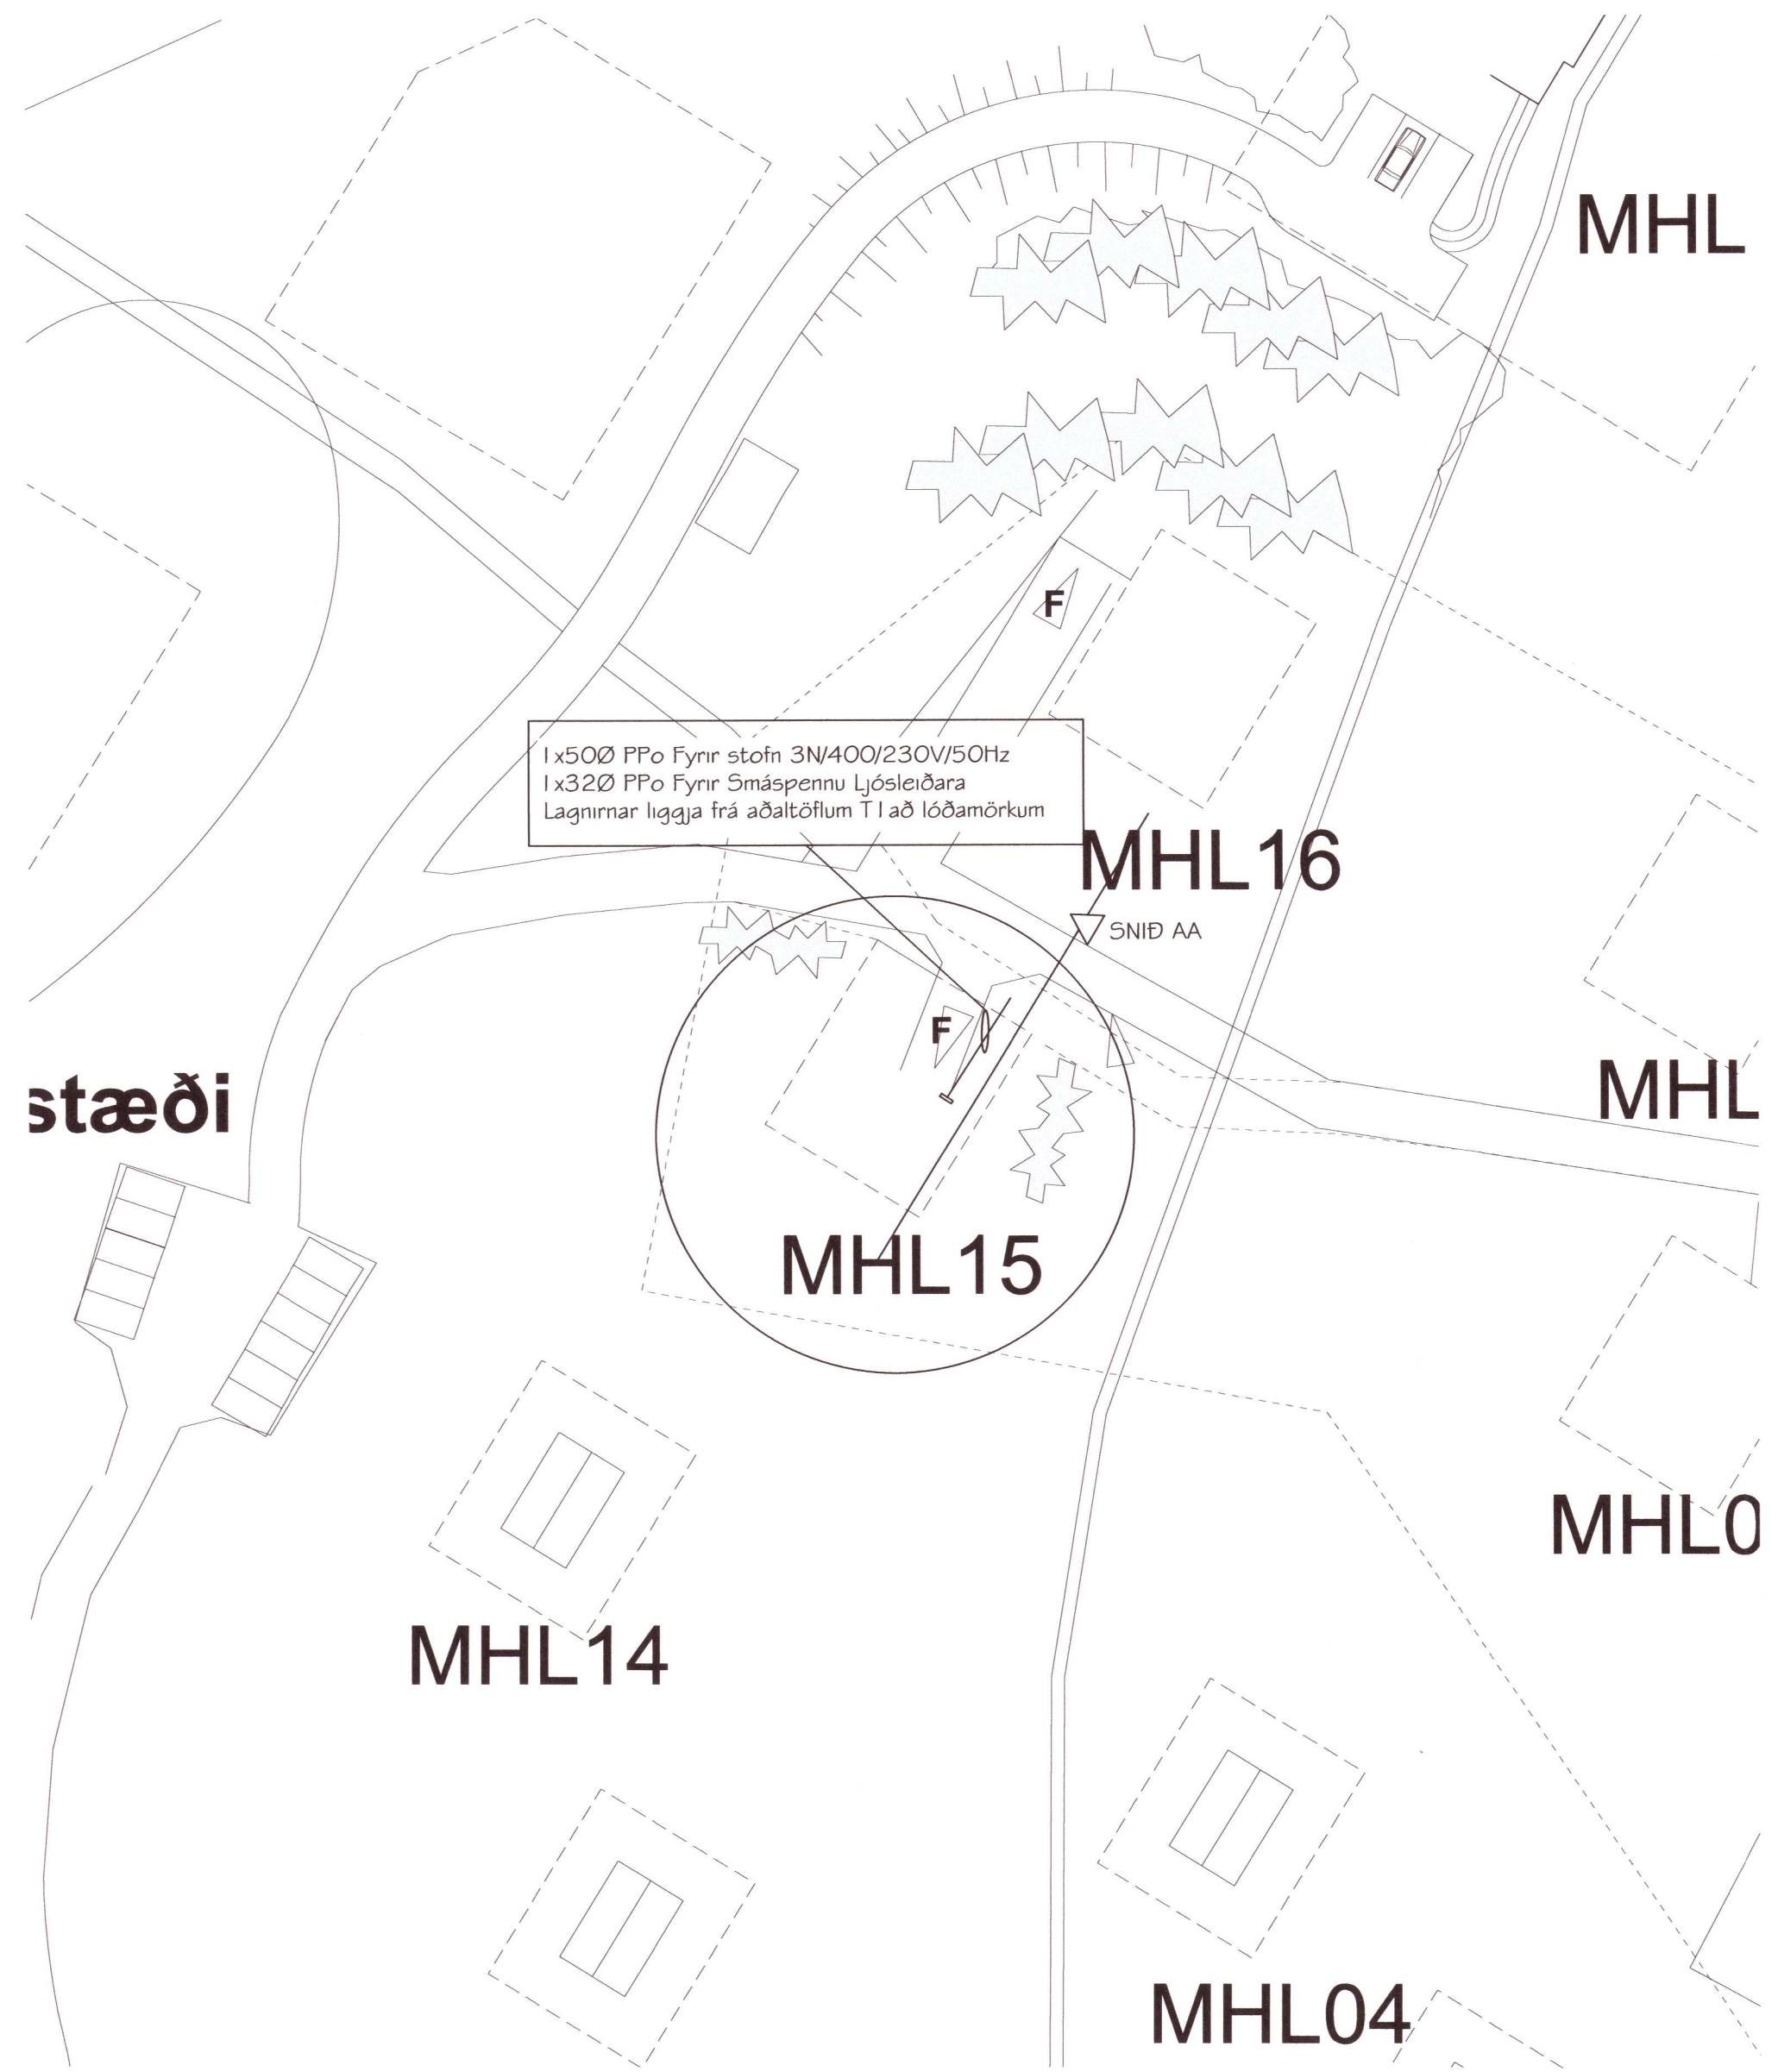 MHL
F
1x50Ø PPo Fyrir stofn 3N/400/230V/50Hz
1x32Ø PPo Fyrir Smáspennu Ljósleiðara
Lagnirnar liggja frá aðaltöflum T1 að lóðamörkum
MHL16
SNIÐ AA
F
stæði
MHL
MHL15
MHL0
MHL14
MHL04